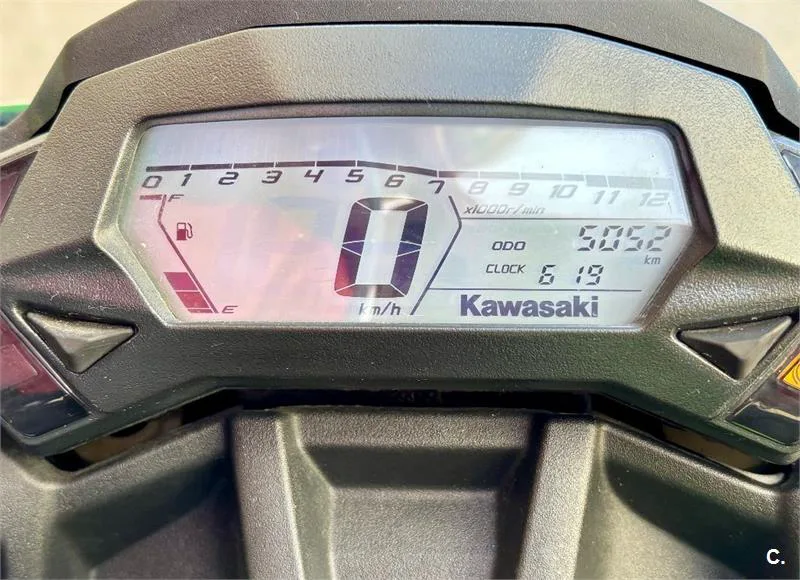 0 1 2 3 4 5 6 7 8 9 10 11 12
x1000r/min
F
ODO 5052
km
CLOCK 6 19
0
km/h
E
Kawasaki
C.